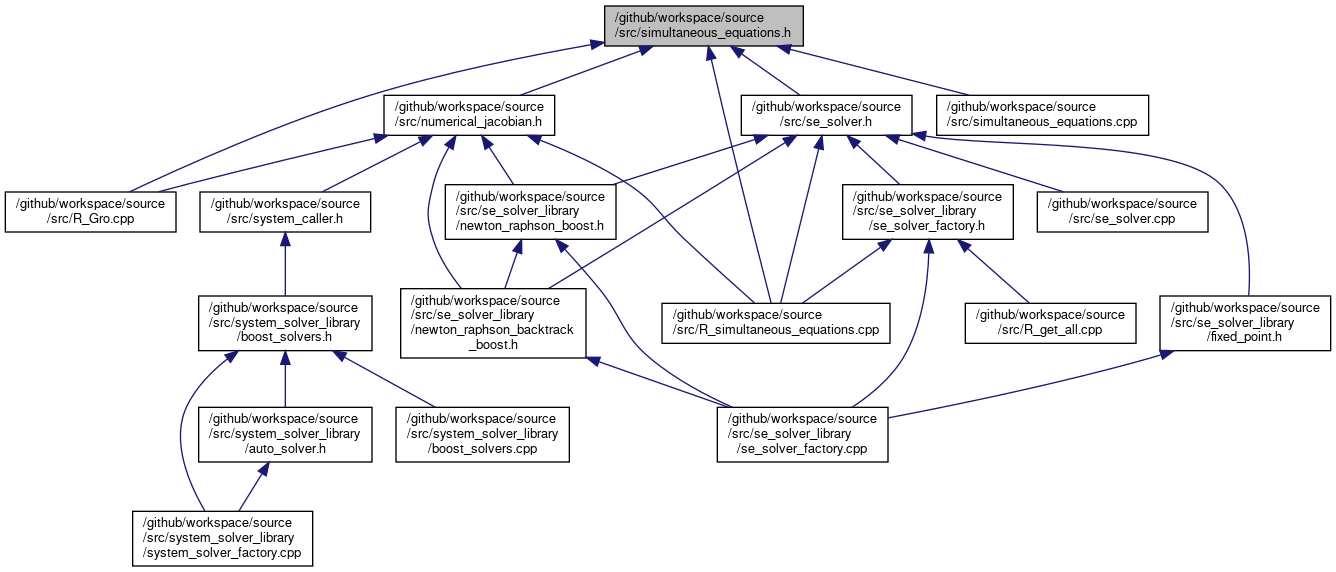 /github/workspace/source
/src/simultaneous_equations.h
/github/workspace/source
/src/numerical_jacobian.h
/github/workspace/source
/src/se_solver.h
/github/workspace/source
/src/simultaneous_equations.cpp
/github/workspace/source
/src/R_Gro.cpp
/github/workspace/source
/src/system_caller.h
/github/workspace/source
/src/se_solver_library
/newton_raphson_boost.h
/github/workspace/source
/src/se_solver_library
/se_solver_factory.h
/github/workspace/source
/src/se_solver.cpp
/github/workspace/source
/src/system_solver_library
/boost_solvers.h
/github/workspace/source
/src/se_solver_library
/newton_raphson_backtrack
_boost.h
/github/workspace/source
/src/R_simultaneous_equations.cpp
/github/workspace/source
/src/R_get_all.cpp
/github/workspace/source
/src/se_solver_library
/fixed_point.h
/github/workspace/source
/src/system_solver_library
/auto_solver.h
/github/workspace/source
/src/system_solver_library
/boost_solvers.cpp
/github/workspace/source
/src/se_solver_library
/se_solver_factory.cpp
/github/workspace/source
/src/system_solver_library
/system_solver_factory.cpp